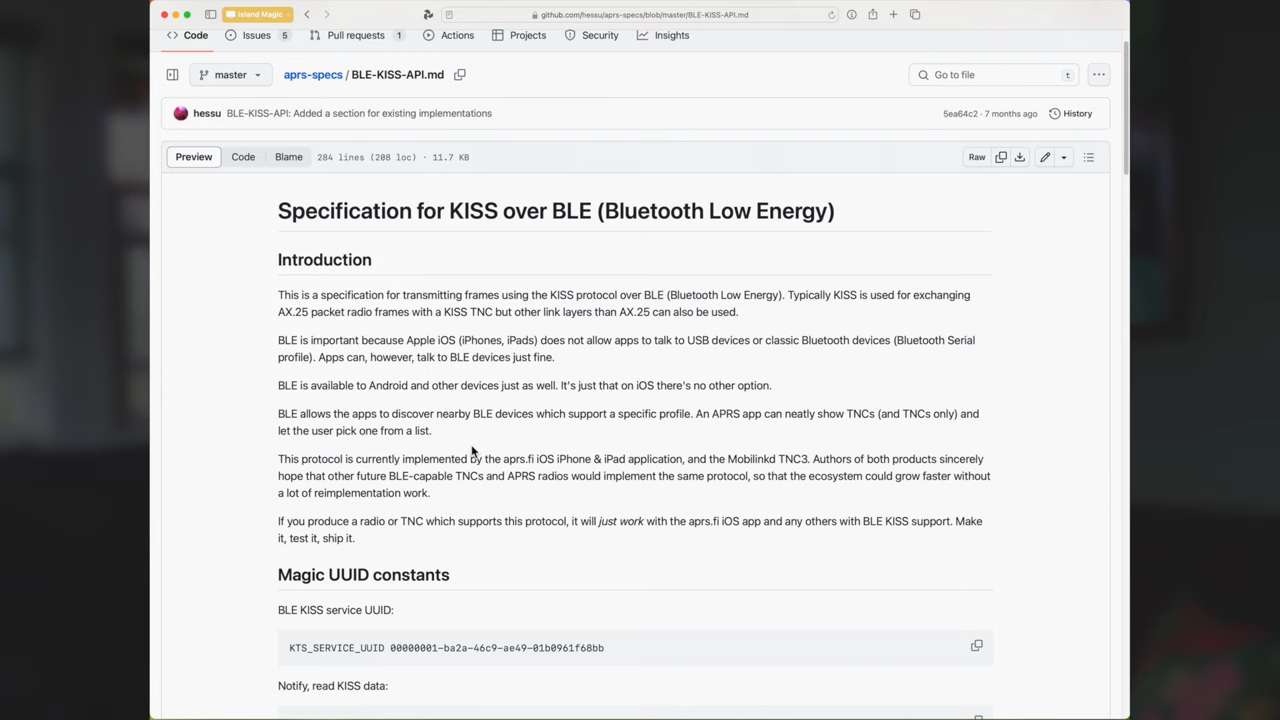 Island Magic
github.com/hessu/aprs-specs/blob/master/BLE-KISS-API.md
Code
Issues 5
Pull requests 1
Actions
Projects
Security
Insights
master
aprs-specs / BLE-KISS-API.md
Go to file
t
hessu BLE-KISS-API: Added a section for existing implementations
5ea64c2 · 7 months ago
History
Preview
Code
Blame
284 lines (208 loc) · 11.7 KB
Raw
Specification for KISS over BLE (Bluetooth Low Energy)
Introduction
This is a specification for transmitting frames using the KISS protocol over BLE (Bluetooth Low Energy). Typically KISS is used for exchanging
AX.25 packet radio frames with a KISS TNC but other link layers than AX.25 can also be used.
BLE is important because Apple iOS (iPhones, iPads) does not allow apps to talk to USB devices or classic Bluetooth devices (Bluetooth Serial
profile). Apps can, however, talk to BLE devices just fine.
BLE is available to Android and other devices just as well. It's just that on iOS there's no other option.
BLE allows the apps to discover nearby BLE devices which support a specific profile. An APRS app can neatly show TNCs (and TNCs only) and
let the user pick one from a list.
This protocol is currently implemented by the aprs.fi iOS iPhone & iPad application, and the Mobilinkd TNC3. Authors of both products sincerely
hope that other future BLE-capable TNCs and APRS radios would implement the same protocol, so that the ecosystem could grow faster without
a lot of reimplementation work.
If you produce a radio or TNC which supports this protocol, it will just work with the aprs.fi iOS app and any others with BLE KISS support. Make
it, test it, ship it.
Magic UUID constants
BLE KISS service UUID:
KTS_SERVICE_UUID 00000001-ba2a-46c9-ae49-01b0961f68bb
Notify, read KISS data: